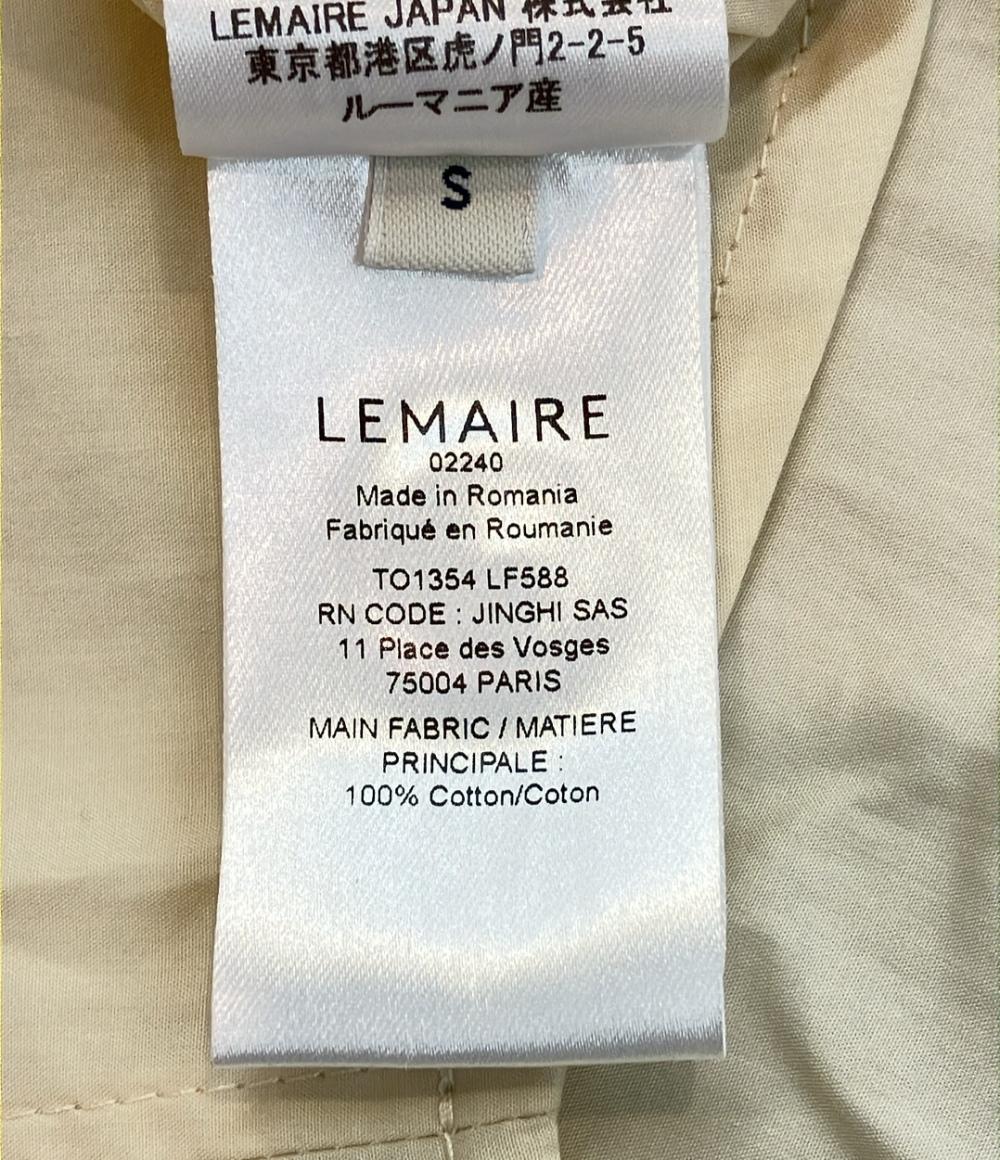 LEMAIRE JAPAN 株式会社
東京都港区虎ノ門2-2-5
ルーマニア産
S
LEMAIRE
02240
Made in Romania
Fabriqué en Roumanie
TO1354 LF588
RN CODE : JINGHI SAS
11 Place des Vosges
75004 PARIS
MAIN FABRIC / MATIERE
PRINCIPALE :
100% Cotton/Coton